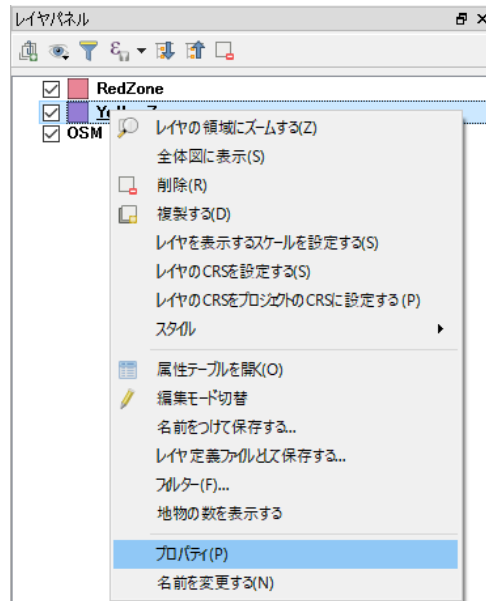 レイヤパネル
RedZone
OSM
レイヤの領域にズームする(Z)
全体図に表示(S)
削除(R)
複製する(D)
レイヤを表示するスケールを設定する(S)
レイヤのCRSを設定する(S)
レイヤのCRSをプロジェクトのCRSに設定する(P)
スタイル
属性テーブルを開く(O)
編集モード切替
名前をつけて保存する...
レイヤ定義ファイルとして保存する...
フィルター(F)...
地物の数を表示する
プロパティ(P)
名前を変更する(N)